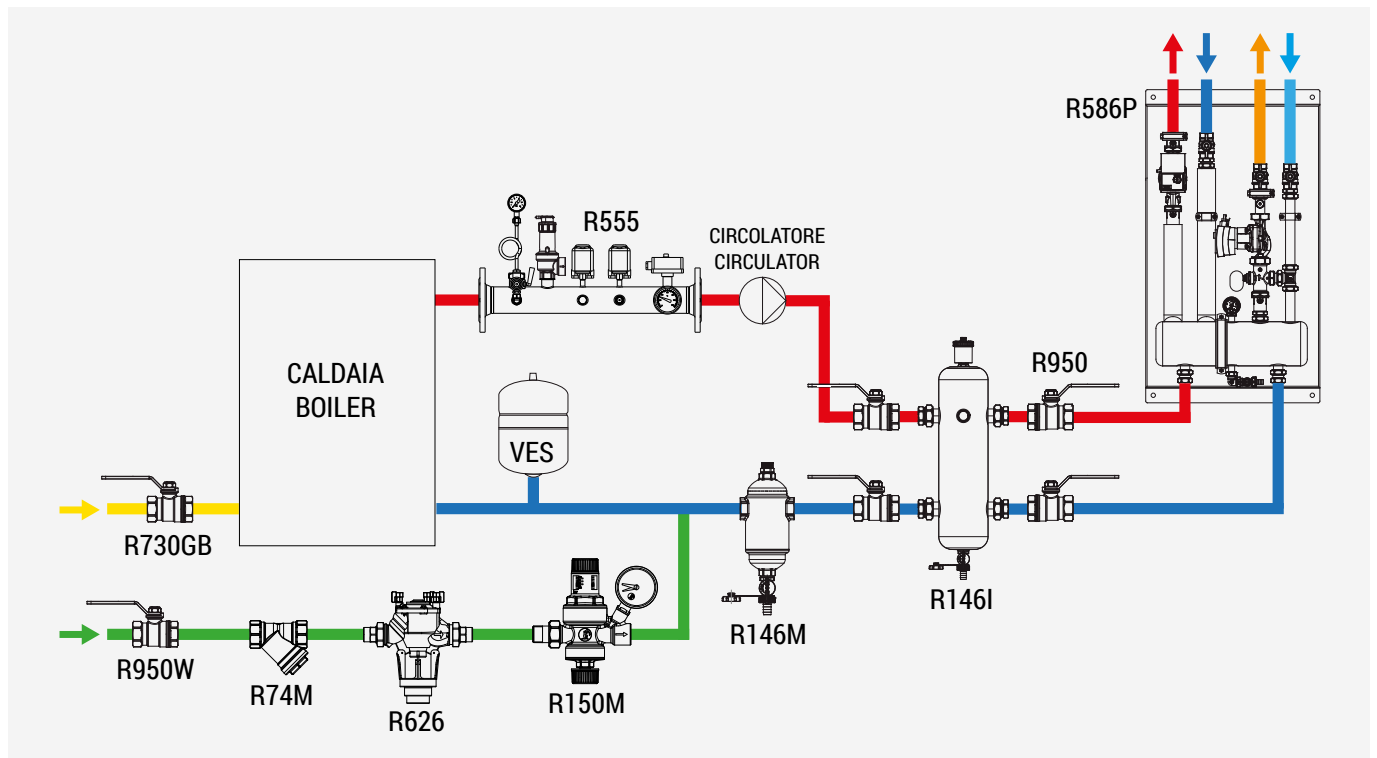 R586P
R555
CIRCOLATORE
CIRCULATOR
CALDAIA
BOILER
R950
VES
R730GB
R146I
R146M
R950W
R74M
R626
R150M